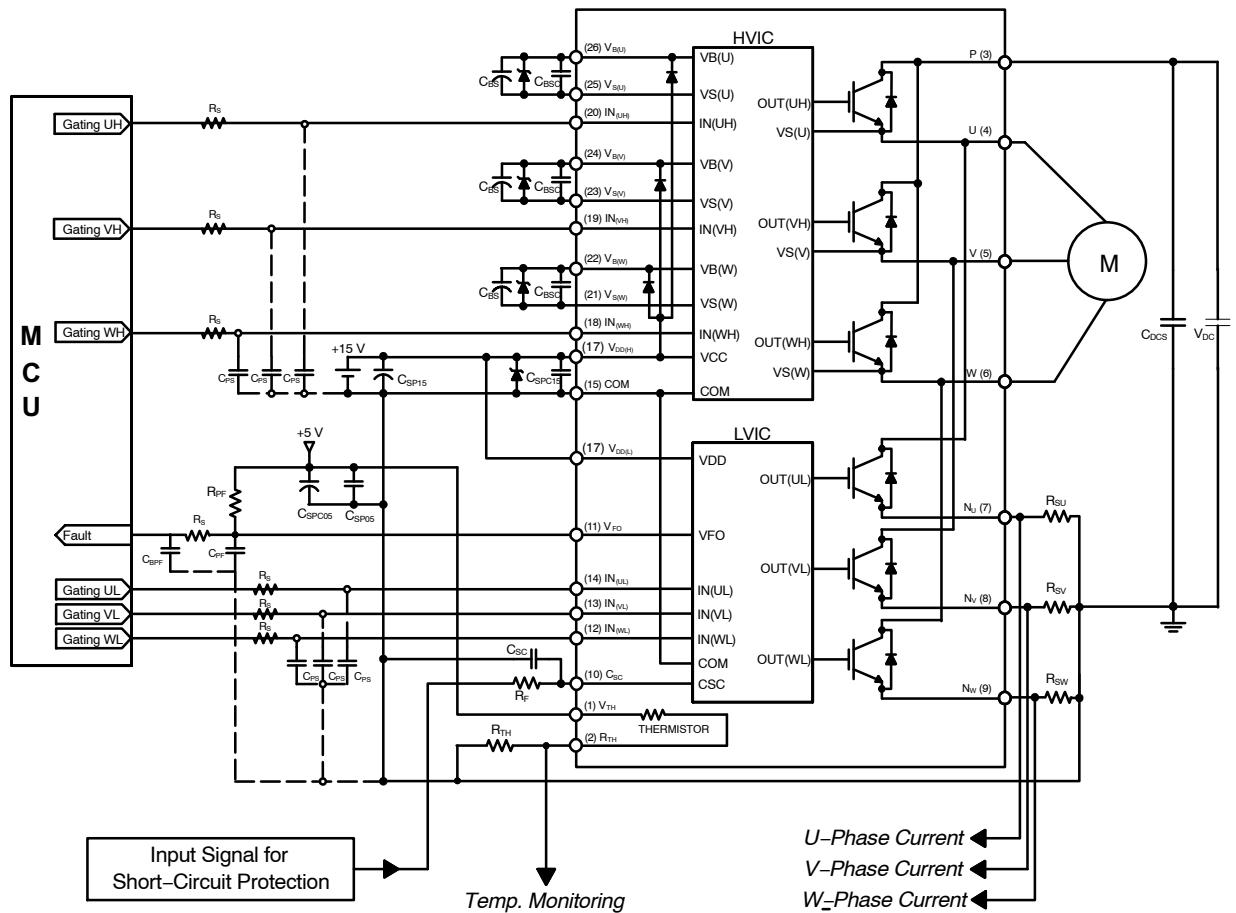 HVIC
(26) VB(U)
VB(U)
P (3)
CBS
CBSC
(25) VS(U)
VS(U)
OUT(UH)
RS
(20) IN(UH)
Gating UH
IN(UH)
VS(U)
U (4)
(24) VB(V)
VB(V)
CBS
CBSC
(23) VS(V)
VS(V)
RS
(19) IN(VH)
OUT(VH)
Gating VH
IN(VH)
VS(V)
V (5)
M
(22) VB(W)
VB(W)
CBS
CBSC
(21) VS(W)
VS(W)
RS
(18) IN(WH)
M
C
U
Gating WH
IN(WH)
OUT(WH)
CDCS
VDC
+15 V
(17) VDD(H)
VCC
CPS
CPS
CPS
CSP15
CSPC15
VS(W)
W (6)
(15) COM
COM
+5 V
LVIC
(17) VDD(L)
VDD
OUT(UL)
RPF
CSPC05
CSP05
NU (7)
RSU
RS
(11) VFO
Fault
VFO
CBPF
CPF
OUT(VL)
RS
(14) IN(UL)
Gating UL
IN(UL)
RS
(13) IN(VL)
NV (8)
RSV
Gating VL
IN(VL)
RS
(12) IN(WL)
Gating WL
IN(WL)
CSC
COM
OUT(WL)
CPS
CPS
CPS
(10) CSC
CSC
RF
NW (9)
RSW
(1) VTH
THERMISTOR
RTH
(2) RTH
U−Phase Current
Input Signal for
Short−Circuit Protection
V−Phase Current
Temp. Monitoring
W_−Phase Current